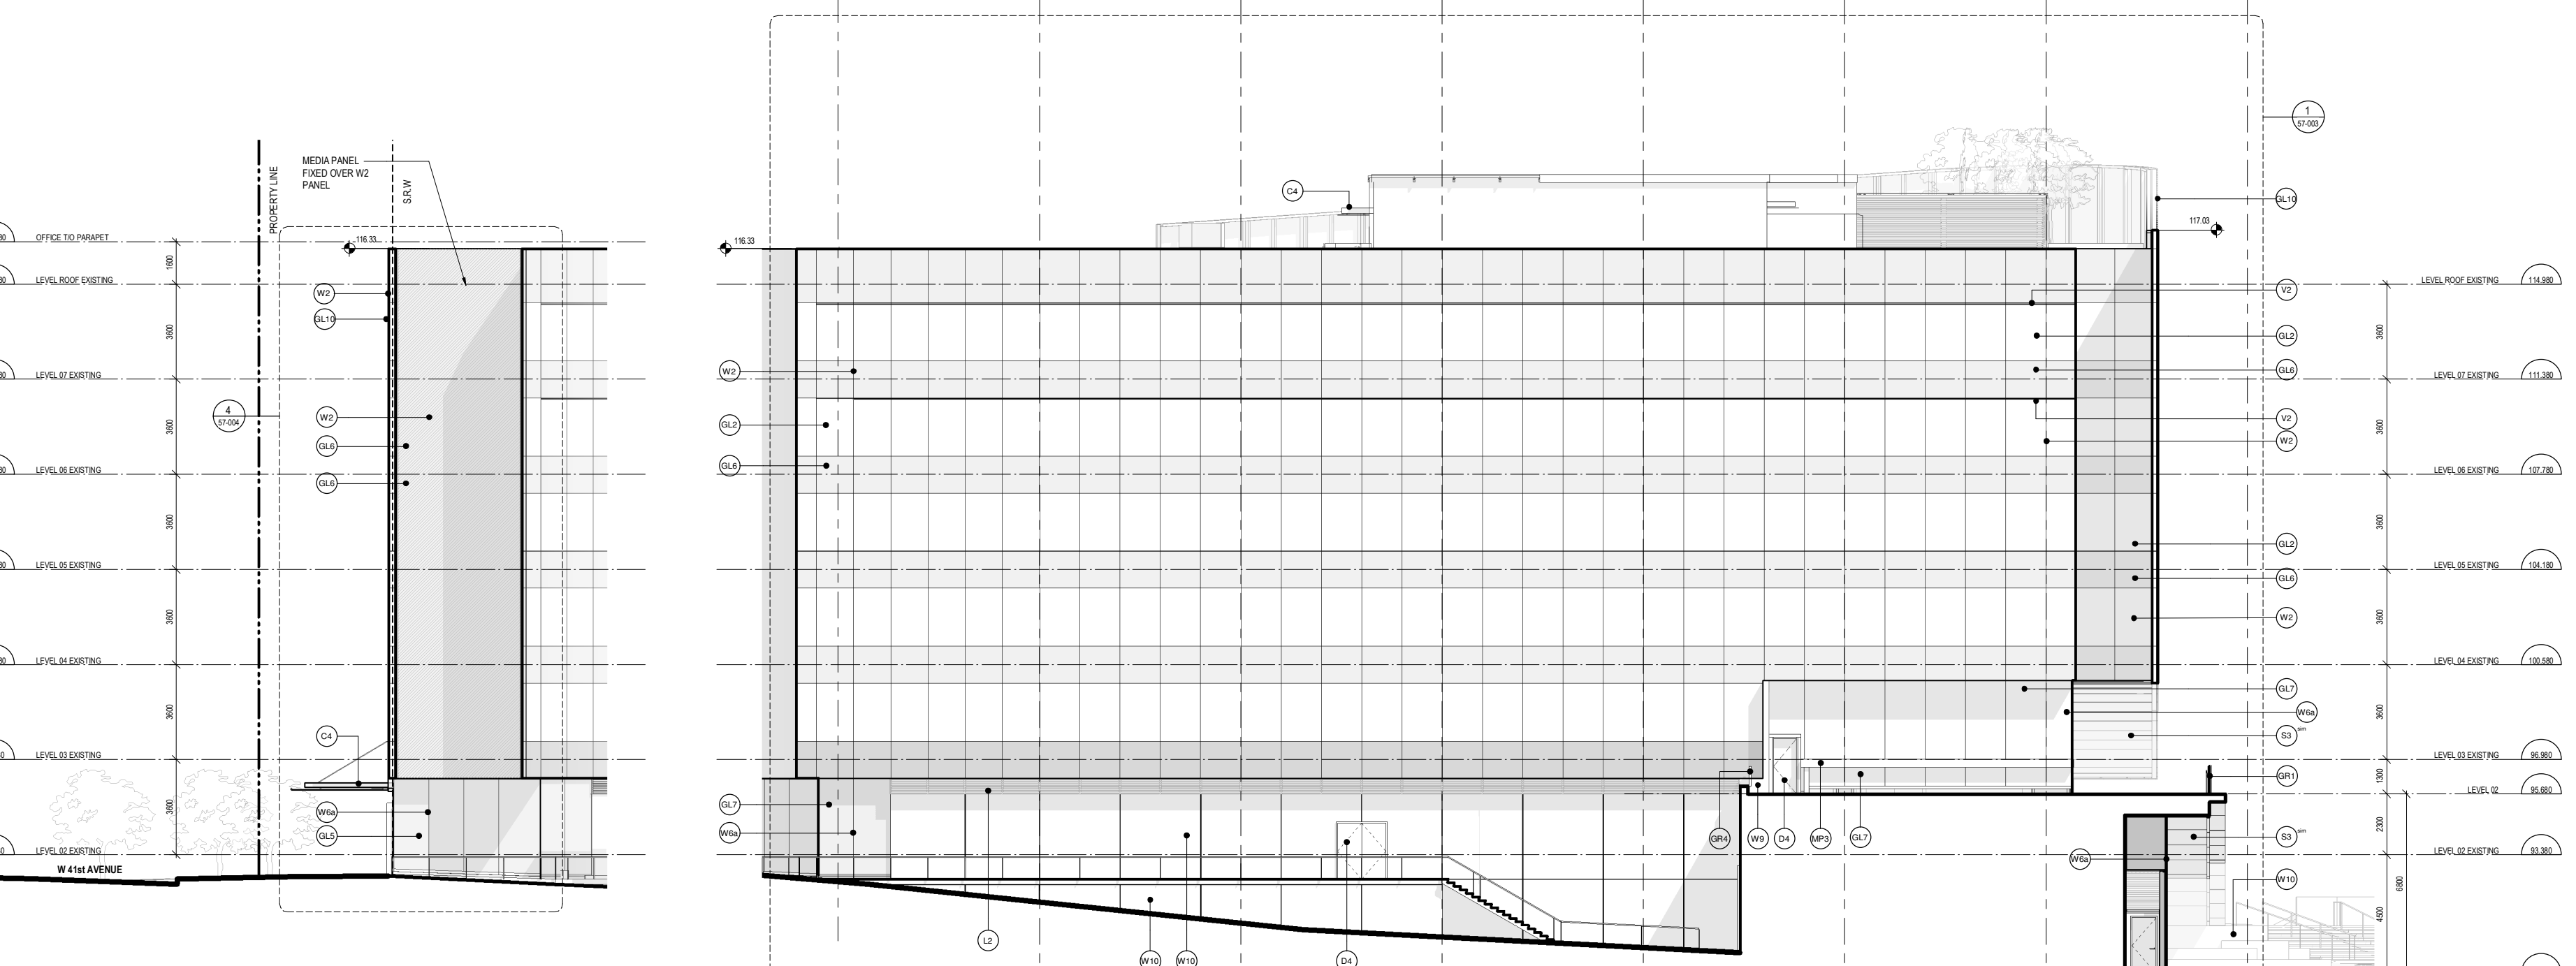 1
57-003
MEDIA PANEL
FIXED OVER W2
PANEL
PROPERTY LINE
S.R.W
C4
GL10
117.03
OFFICE T/O PARAPET
116.33
116.33
1600
LEVEL ROOF EXISTING
LEVEL ROOF EXISTING
114.980
W2
V2
GL10
3600
GL2
3600
W2
GL6
LEVEL 07 EXISTING
LEVEL 07 EXISTING
111.380
4
57-004
W2
GL2
V2
3600
3600
GL6
W2
GL6
LEVEL 06 EXISTING
LEVEL 06 EXISTING
107.780
GL6
3600
3600
GL2
LEVEL 05 EXISTING
LEVEL 05 EXISTING
104.180
GL6
3600
3600
W2
LEVEL 04 EXISTING
LEVEL 04 EXISTING
100.580
GL7
3600
3600
W6a
C4
S3 sim
LEVEL 03 EXISTING
MP3
LEVEL 03 EXISTING
96.980
GR1
1300
LEVEL 02
95.680
3600
W6a
GL7
GL5
W6a
GR4
W9
D4
GL7
S3 sim
2300
LEVEL 02 EXISTING
LEVEL 02 EXISTING
93.380
W6a
W 41st AVENUE
W10
6800
4500
L2
W10
W10
D4